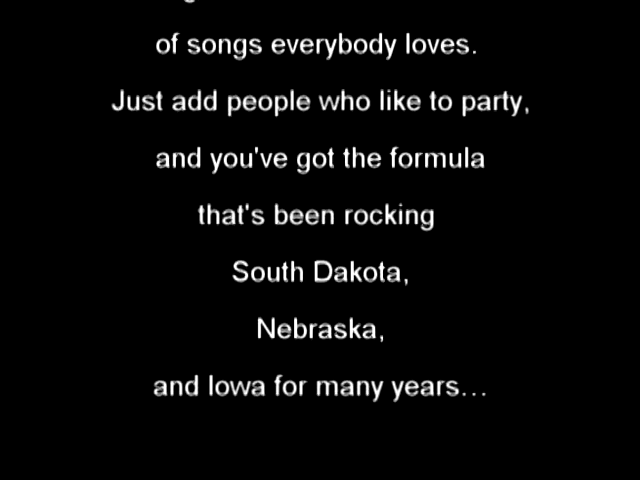 of songs everybody loves.
Just add people who like to party,
and you've got the formula
that's been rocking
South Dakota,
Nebraska,
and Iowa for many years...